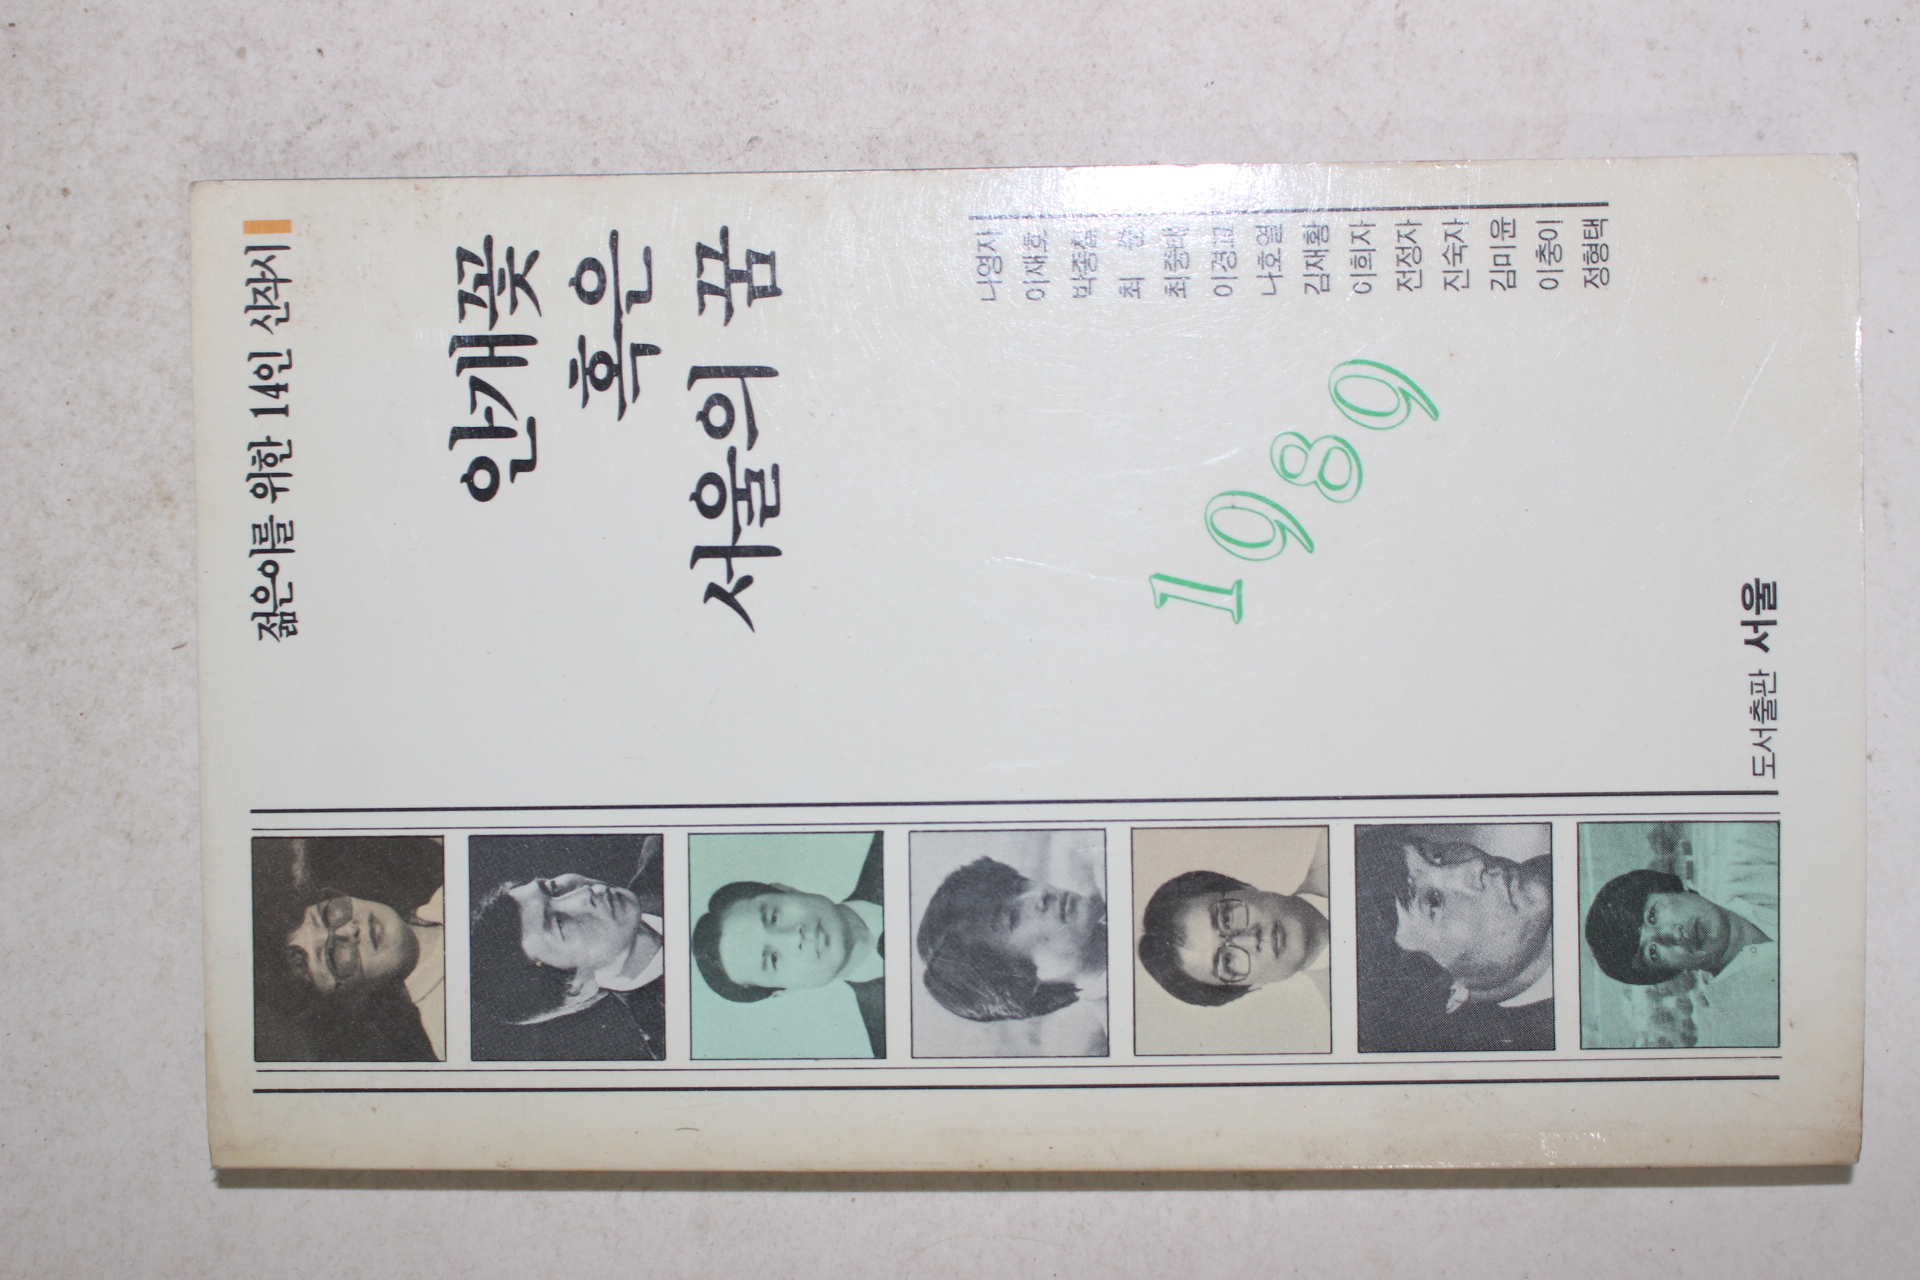 젊은이를 위한 14인 신작시
안개꽃
혹은
서울의 꿈
나영자
이재호
박종철
최 순
최중태
이경교
나호열
김재황
이희자
전정자
진숙자
김미윤
이충이
정형택
1989
도서출판 서울